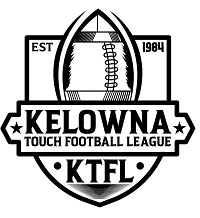 EST 1984
KELOWNA
TOUCH FOOTBALL LEAGUE
KTFL